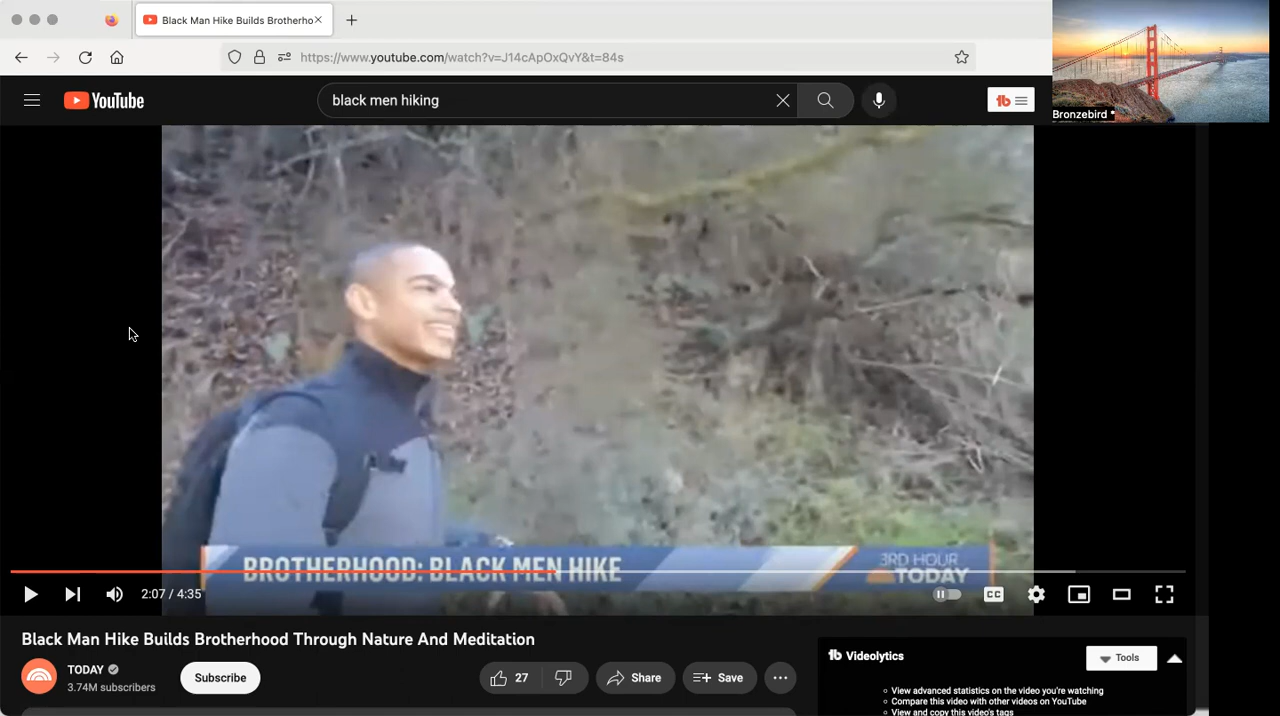 Black Man Hike Builds Brotherho
https://www.youtube.com/watch?v=J14cApOxQvY&t=84s
Bronzebird
YouTube
black men hiking
tb
BROTHERHOOD: BLACK MEN HIKE
3RD HOUR
TODAY
2:07 / 4:35
CC
Black Man Hike Builds Brotherhood Through Nature And Meditation
TODAY
3.74M subscribers
Subscribe
27
Share
Save
tb Videolytics
Tools
View advanced statistics on the video you're watching
Compare this video with other videos on YouTube
View and copy this video's tags